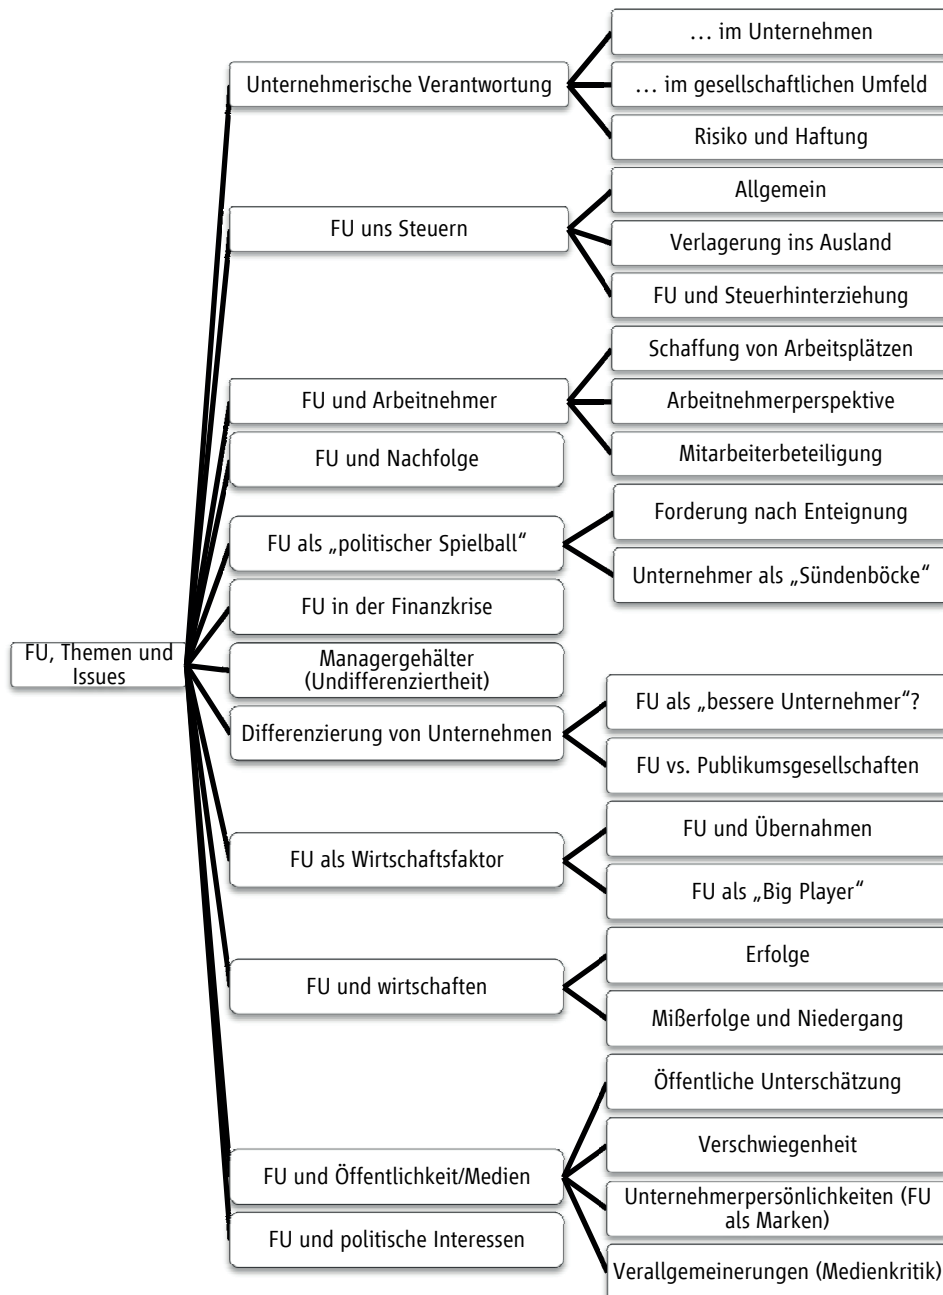 FU, Themen und
Issues
Unternehmerische Verantwortung
… im Unternehmen
… im gesellschaftlichen Umfeld
Risiko und Haftung
FU uns Steuern
Allgemein
Verlagerung ins Ausland
FU und Steuerhinterziehung
FU und Arbeitnehmer
Schaffung von Arbeitsplätzen
Arbeitnehmerperspektive
Mitarbeiterbeteiligung
FU und Nachfolge
FU als „politischer Spielball“
Forderung nach Enteignung
Unternehmer als „Sündenböcke“
FU in der Finanzkrise
Managergehälter
(Undifferenziertheit)
Differenzierung von Unternehmen
FU als „bessere Unternehmer“?
FU vs. Publikumsgesellschaften
FU als Wirtschaftsfaktor
FU und Übernahmen
FU als „Big Player“
FU und wirtschaften
Erfolge
Mißerfolge und Niedergang
FU und Öffentlichkeit/Medien
Öffentliche Unterschätzung
Verschwiegenheit
Unternehmerpersönlichkeiten (FU
als Marken)
Verallgemeinerungen (Medienkritik)
FU und politische Interessen